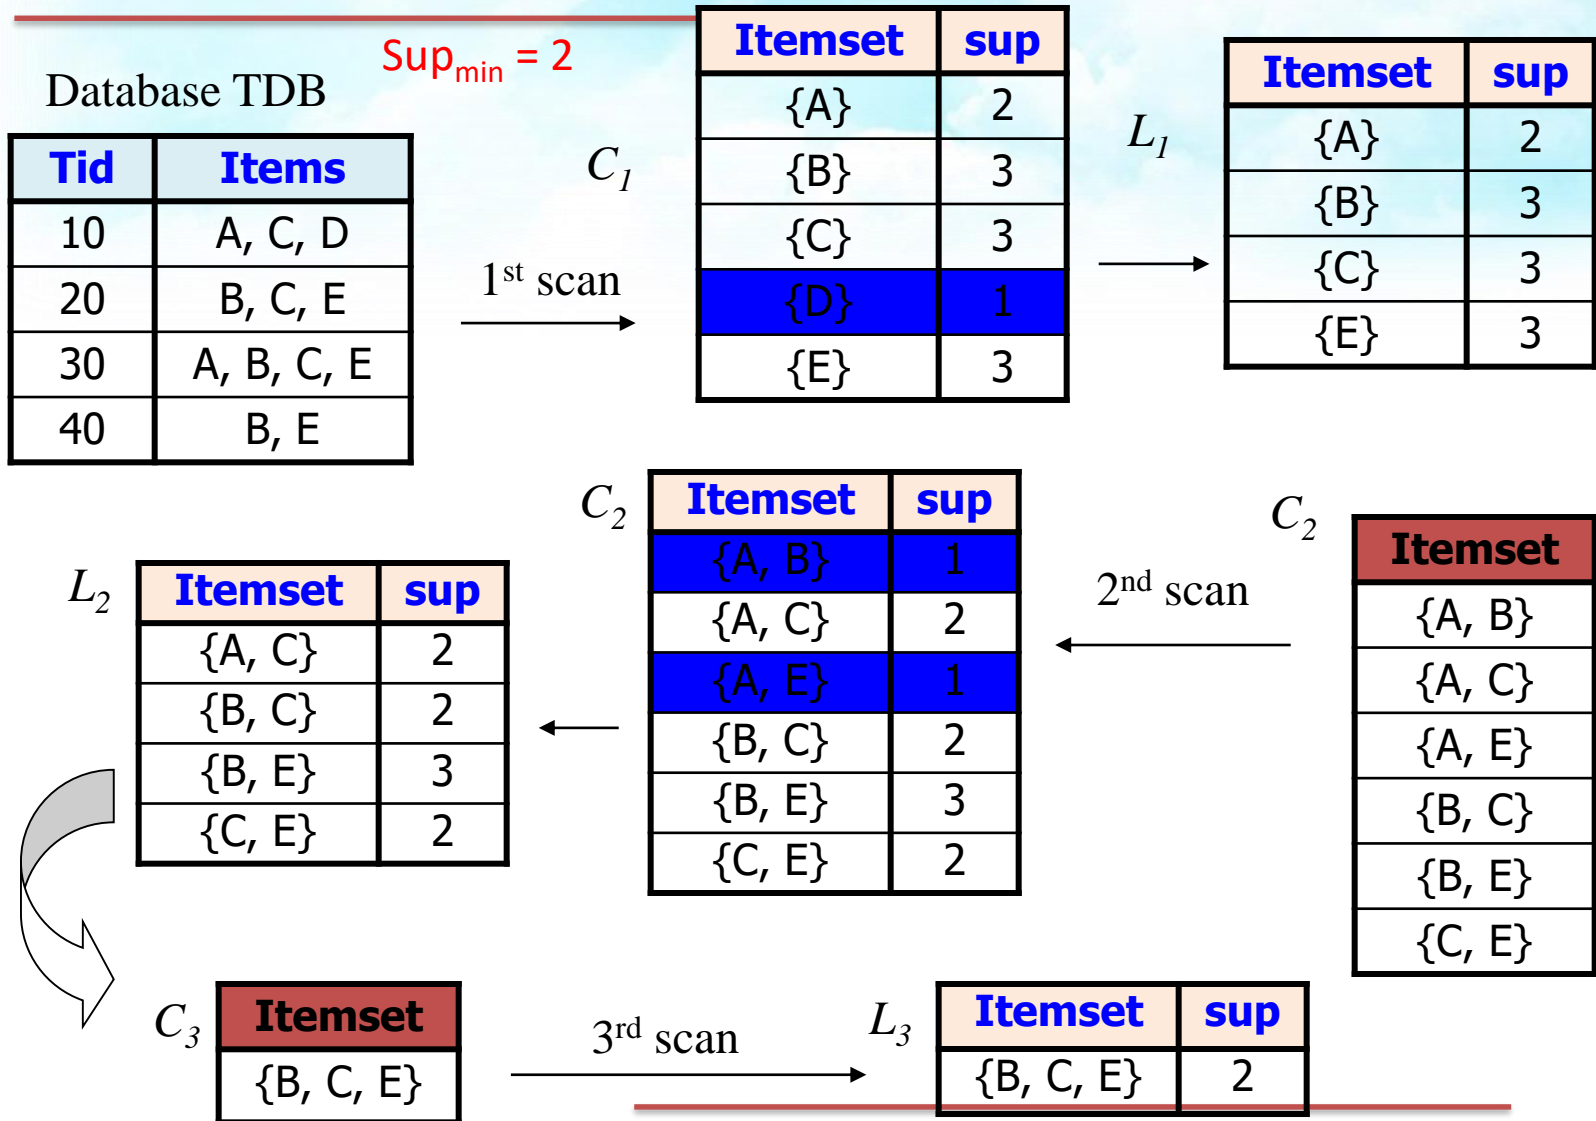 Sup_min = 2
Database TDB
Tid Items
10 A, C, D
20 B, C, E
30 A, B, C, E
40 B, E
1st scan
C1
Itemset sup
{A} 2
{B} 3
{C} 3
{D} 1
{E} 3
L1
Itemset sup
{A} 2
{B} 3
{C} 3
{E} 3
C2
Itemset
{A, B}
{A, C}
{A, E}
{B, C}
{B, E}
{C, E}
2nd scan
C2
Itemset sup
{A, B} 1
{A, C} 2
{A, E} 1
{B, C} 2
{B, E} 3
{C, E} 2
L2
Itemset sup
{A, C} 2
{B, C} 2
{B, E} 3
{C, E} 2
C3
Itemset
{B, C, E}
3rd scan
L3
Itemset sup
{B, C, E} 2